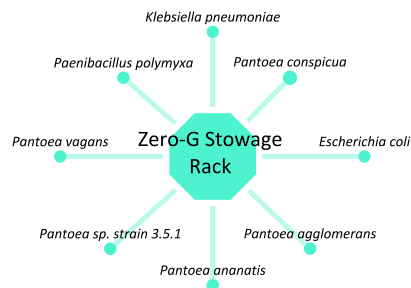 Klebsiella pneumoniae
Paenibacillus polymyxa
Pantoea conspicua
Zero-G Stowage
Rack
Pantoea vagans
Escherichia coli
Pantoea sp. strain 3.5.1
Pantoea agglomerans
Pantoea ananatis